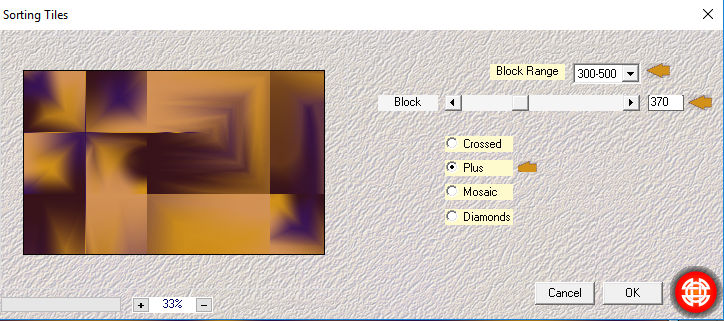 Sorting Tiles
Block Range 300-500
Block 370
Crossed
Plus
Mosaic
Diamonds
+ 33% −
Cancel OK